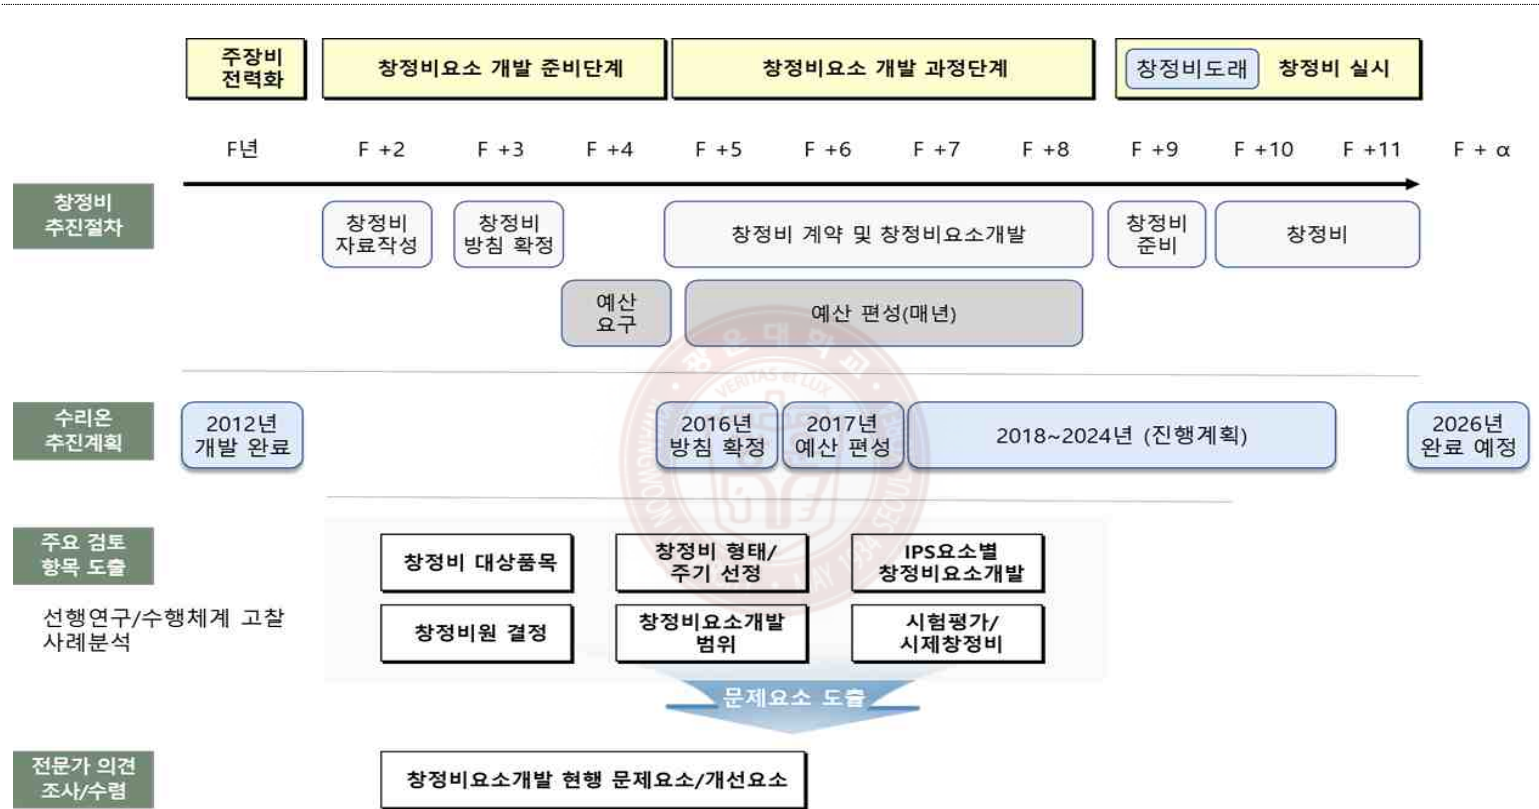 주장비
전력화
창정비요소 개발 준비단계
창정비요소 개발 과정단계
창정비도래 창정비 실시
F년 F +2 F +3 F +4 F +5 F +6 F +7 F +8 F +9 F +10 F +11 F + α
창정비
추진절차
창정비
자료작성
창정비
방침 확정
창정비 계약 및 창정비요소개발
창정비
준비
창정비
예산
요구
예산 편성(매년)
수리온
추진계획
2012년
개발 완료
2016년
방침 확정
2017년
예산 편성
2018~2024년 (진행계획)
2026년
완료 예정
주요 검토
항목 도출
선행연구/수행체계 고찰
사례분석
창정비 대상품목
창정비 형태/
주기 선정
IPS요소별
창정비요소개발
창정비원 결정
창정비요소개발
범위
시험평가/
시제창정비
문제요소 도출
전문가 의견
조사/수렴
창정비요소개발 현행 문제요소/개선요소
VERITAS et LUX